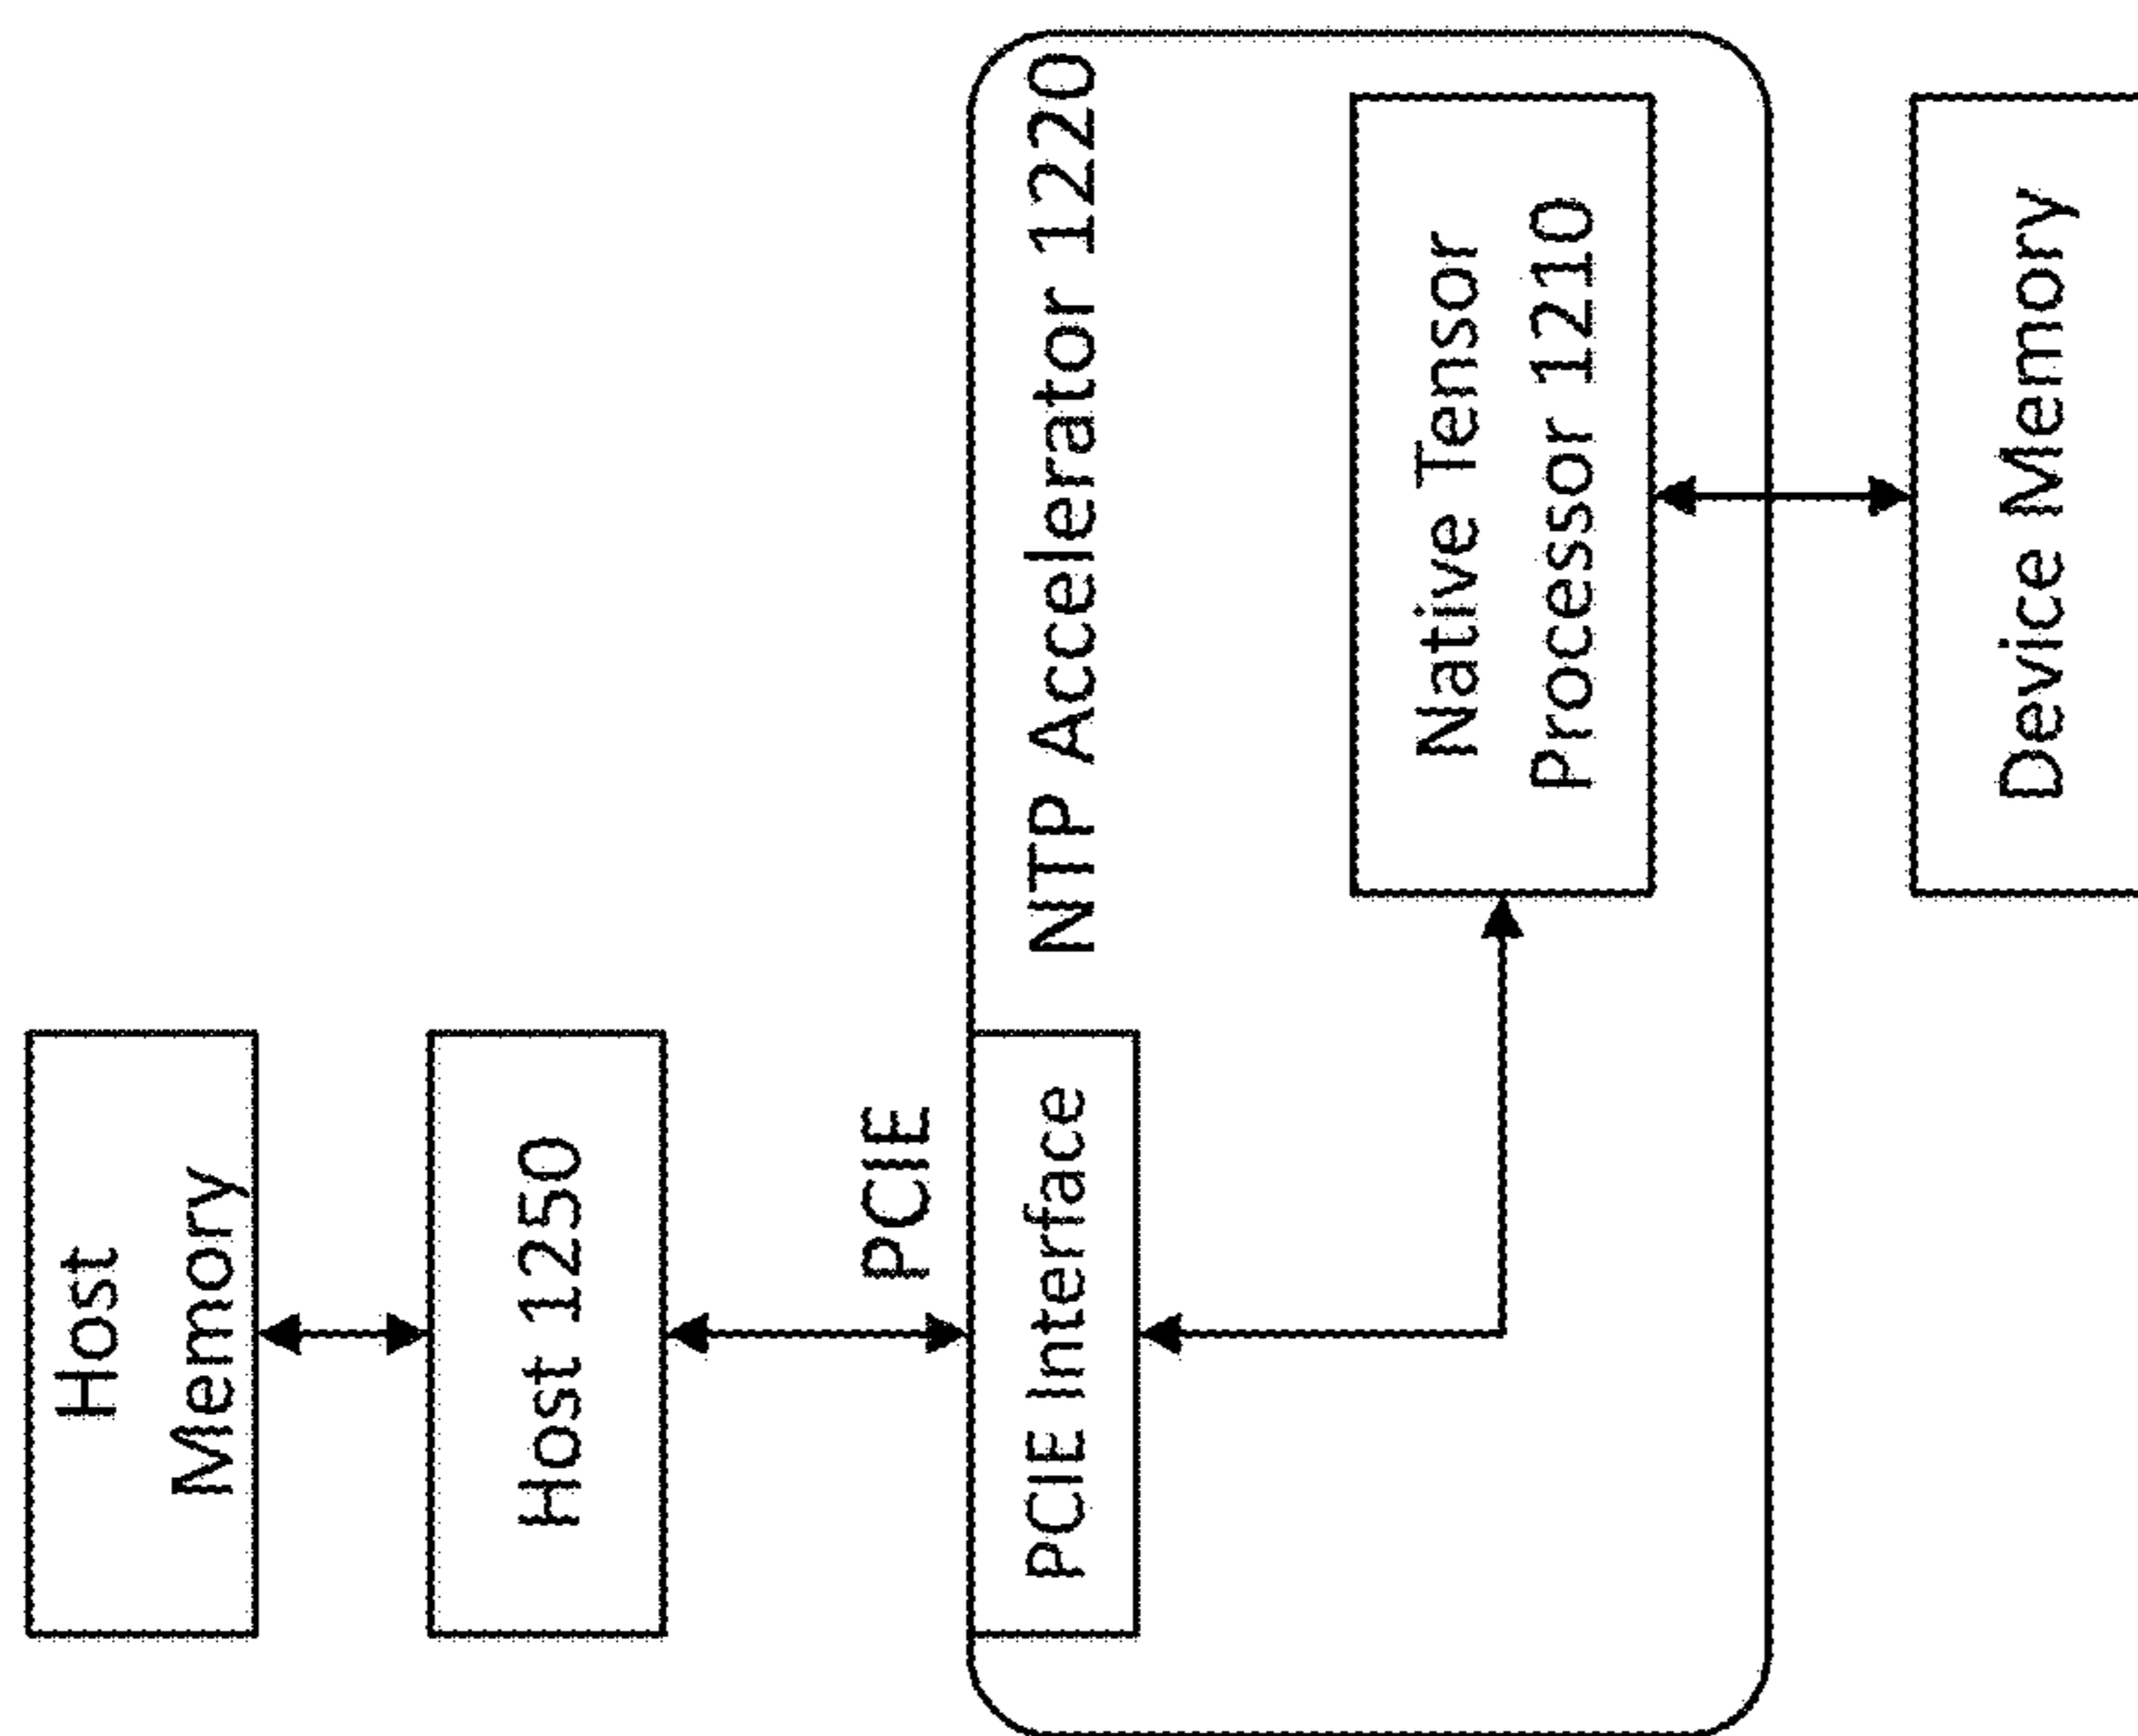 Host
Memory
Host 1250
PCIE
PCIE Interface
NTP Accelerator 1220
Native Tensor
Processor 1210
Device Memory